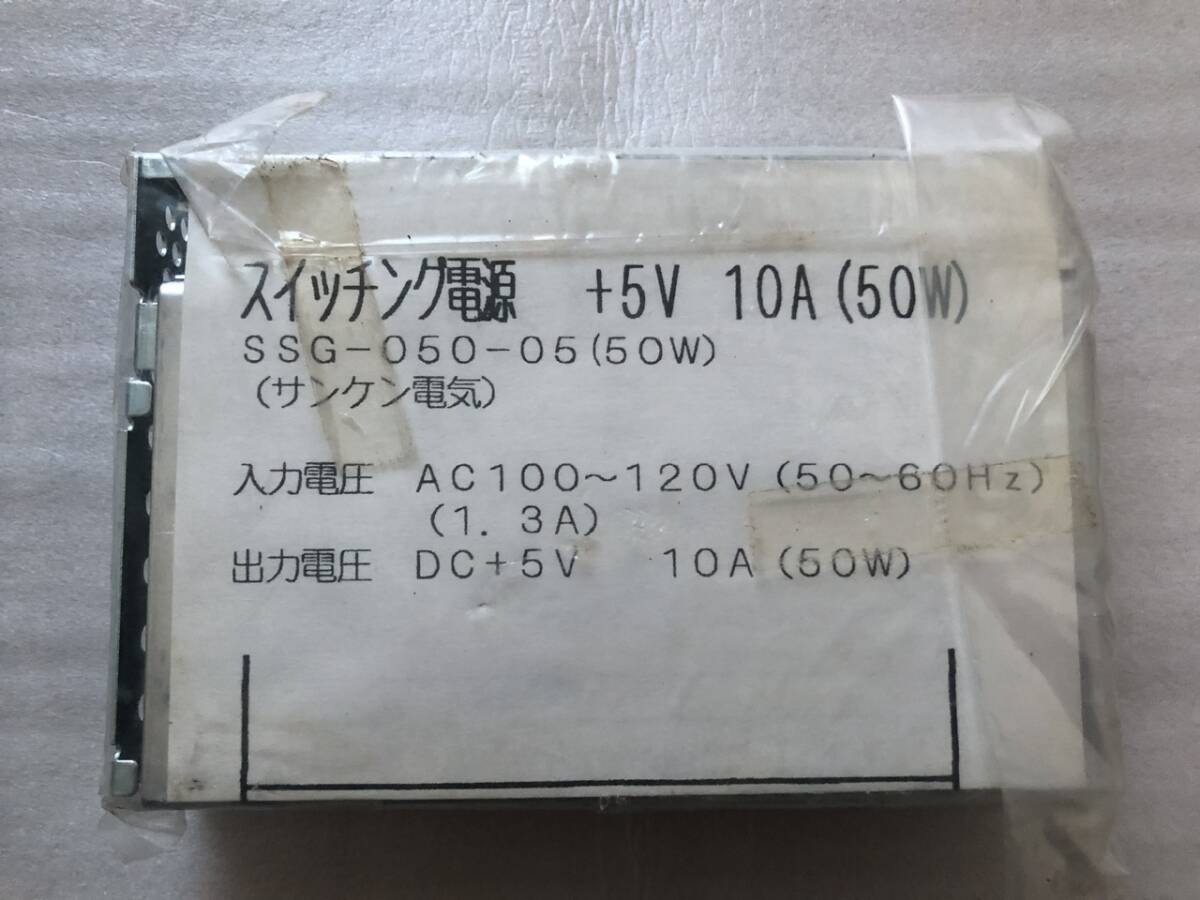 スイッチング電源　+5V　10A(50W)
SSG-050-05(50W)
(サンケン電気)
入力電圧　AC100~120V(50~60Hz)
(1.3A)
出力電圧　DC+5V　10A(50W)